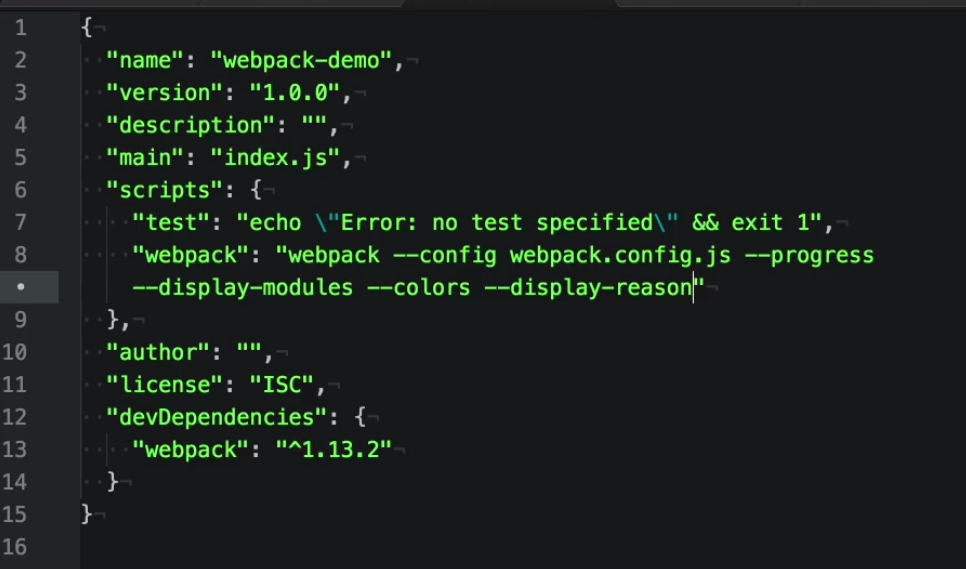 1 {
2 "name": "webpack-demo",
3 "version": "1.0.0",
4 "description": "",
5 "main": "index.js",
6 "scripts": {
7 "test": "echo \"Error: no test specified\" && exit 1",
8 "webpack": "webpack --config webpack.config.js --progress
• --display-modules --colors --display-reason"
9 },
10 "author": "",
11 "license": "ISC",
12 "devDependencies": {
13 "webpack": "^1.13.2"
14 }
15 }
16